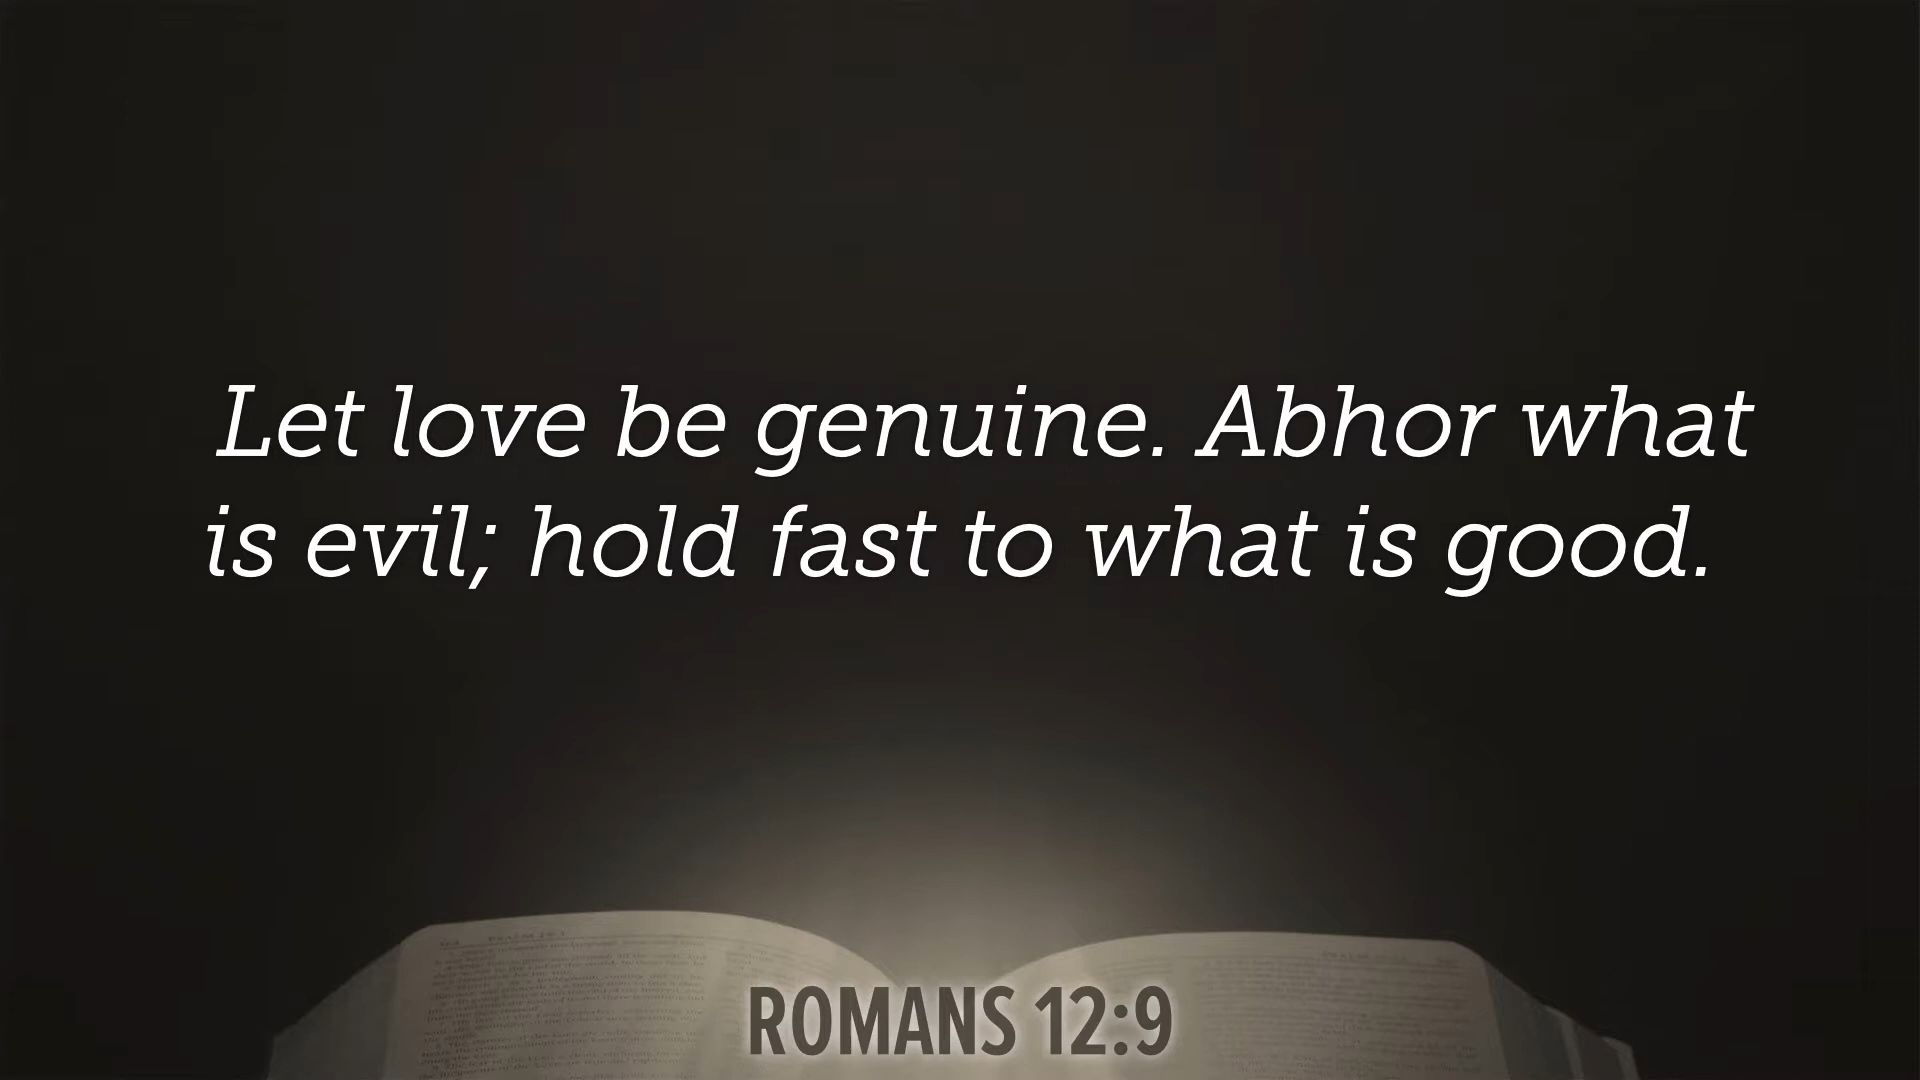 Let love be genuine. Abhor what
is evil; hold fast to what is good.
ROMANS 12:9